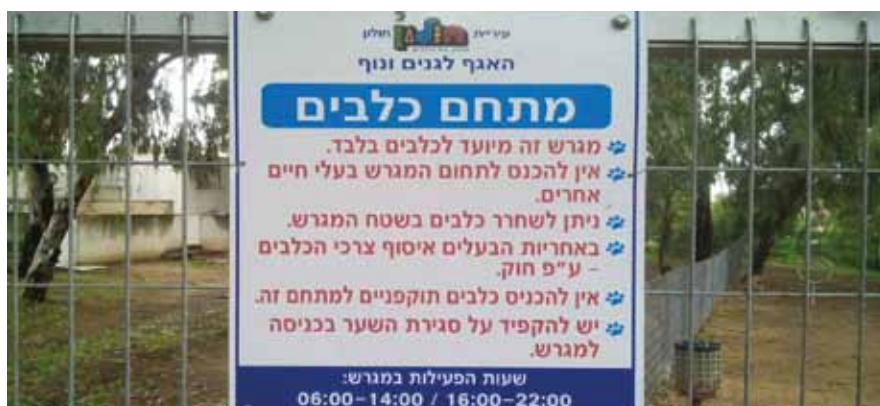 עיריית חולון
האגף לגנים ונוף
מתחם כלבים
מגרש זה מיועד לכלבים בלבד.
אין להכנס לתחום המגרש בעלי חיים
אחרים.
ניתן לשחרר כלבים בשטח המגרש.
באחריות הבעלים איסוף צרכי הכלבים
– ע"פ חוק.
אין להכניס כלבים תוקפניים למתחם זה.
יש להקפיד על סגירת השער בכניסה
למגרש.
שעות הפעילות במגרש:
06:00-14:00 / 16:00-22:00